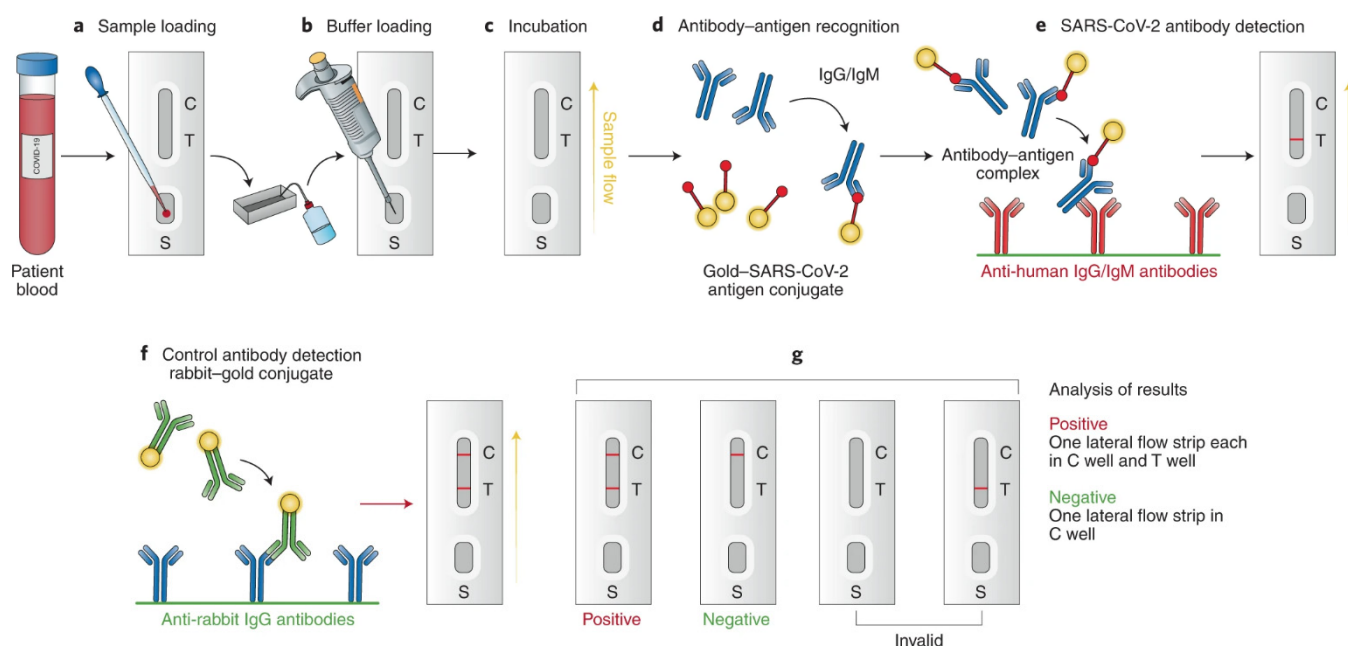 a Sample loading
b Buffer loading
c Incubation
d Antibody–antigen recognition
e SARS-CoV-2 antibody detection
COVID-19
C
T
S
C
T
S
C
T
S
Sample flow
IgG/IgM
Antibody–antigen
complex
C
T
S
Patient
blood
Gold–SARS-CoV-2
antigen conjugate
Anti-human IgG/IgM antibodies
f Control antibody detection
rabbit–gold conjugate
C
T
S
Anti-rabbit IgG antibodies
g
C
T
S
C
T
S
C
T
S
C
T
S
Positive
Negative
Invalid
Analysis of results
Positive
One lateral flow strip each
in C well and T well
Negative
One lateral flow strip in
C well